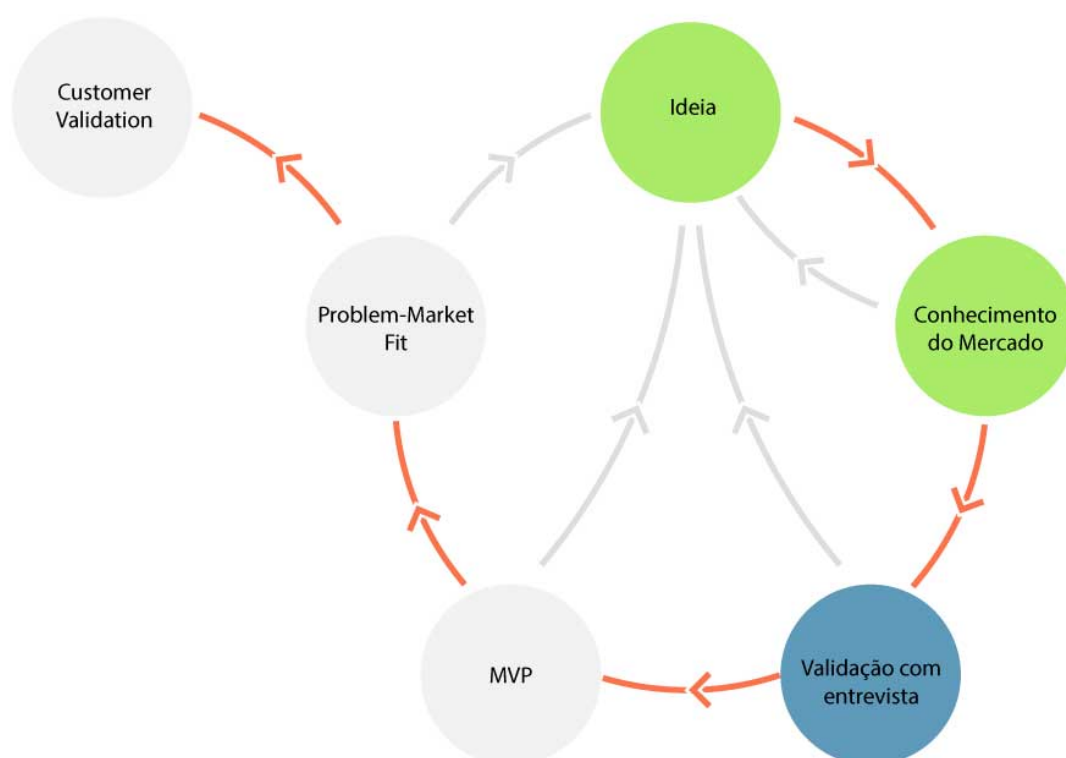 Customer
Validation
Ideia
Problem-Market
Fit
Conhecimento
do Mercado
MVP
Validação com
entrevista